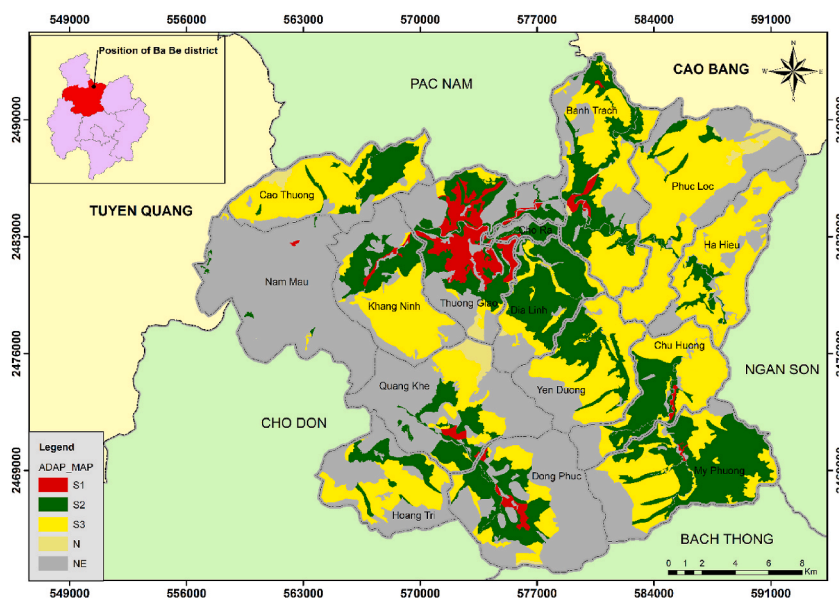 549000 556000 563000 570000 577000 584000 591000
Position of Ba Be district
N
W E
S
CAO BANG
PAC NAM
2490000
Banh Trach
Phuc Loc
Cao Thuong
TUYEN QUANG
2483000
Cho Ra
Ha Hieu
Nam Mau
Khang Ninh
Thuong Giao
Dia Linh
2476000
Chu Huong
NGAN SON
Quang Khe
Yen Duong
CHO DON
Legend
ADAP_MAP
S1
S2
S3
N
NE
2469000
Dong Phuc
My Phuong
Hoang Tri
BACH THONG
0 1 2 4 6 8
Km
549000 556000 563000 570000 577000 584000 591000